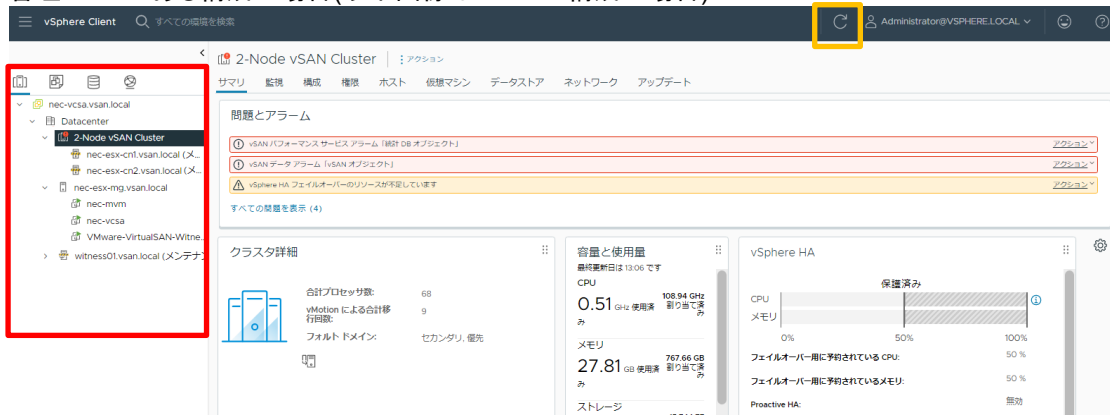 vSphere Client
すべての環境を検索
Administrator@VSPHERE.LOCAL
2-Node vSAN Cluster
アクション
サマリ 監視 構成 権限 ホスト 仮想マシン データストア ネットワーク アップデート
nec-vcsa.vsan.local
Datacenter
2-Node vSAN Cluster
nec-esx-cn1.vsan.local (メ...
nec-esx-cn2.vsan.local (メ...
nec-esx-mg.vsan.local
nec-mvm
nec-vcsa
VMware-VirtualSAN-Witne...
witness01.vsan.local (メンテナン
問題とアラーム
vSAN パフォーマンス サービス アラーム「統計 DB オブジェクト」 アクション
vSAN データ アラーム「vSAN オブジェクト」 アクション
vSphere HA フェイルオーバーのリソースが不足しています アクション
すべての問題を表示 (4)
クラスタ詳細
合計プロセッサ数: 68
vMotion による合計移行回数: 9
フォルト ドメイン: セカンダリ, 優先
容量と使用量
最終更新日は 13:06 です
CPU
0.51 GHz 使用済み
108.94 GHz 割り当て済み
メモリ
27.81 GB 使用済み
767.66 GB 割り当て済み
ストレージ
vSphere HA
保護済み
CPU
メモリ
0% 50% 100%
フェイルオーバー用に予約されている CPU: 50 %
フェイルオーバー用に予約されているメモリ: 50 %
Proactive HA: 無効